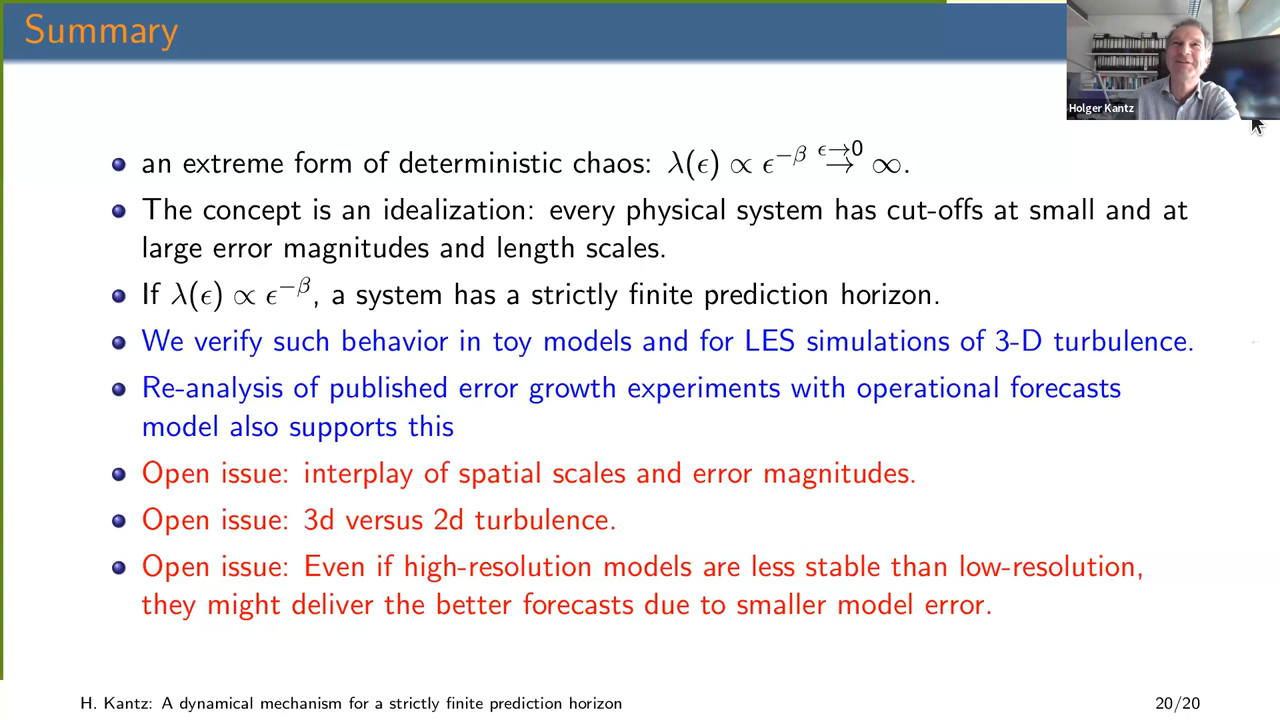 Summary
Holger Kantz
an extreme form of deterministic chaos: λ(ϵ) ∝ ϵ^{−β} \overset{ϵ→0}{→} ∞.
The concept is an idealization: every physical system has cut-offs at small and at
large error magnitudes and length scales.
If λ(ϵ) ∝ ϵ^{−β}, a system has a strictly finite prediction horizon.
We verify such behavior in toy models and for LES simulations of 3-D turbulence.
Re-analysis of published error growth experiments with operational forecasts
model also supports this
Open issue: interplay of spatial scales and error magnitudes.
Open issue: 3d versus 2d turbulence.
Open issue: Even if high-resolution models are less stable than low-resolution,
they might deliver the better forecasts due to smaller model error.
H. Kantz: A dynamical mechanism for a strictly finite prediction horizon
20/20